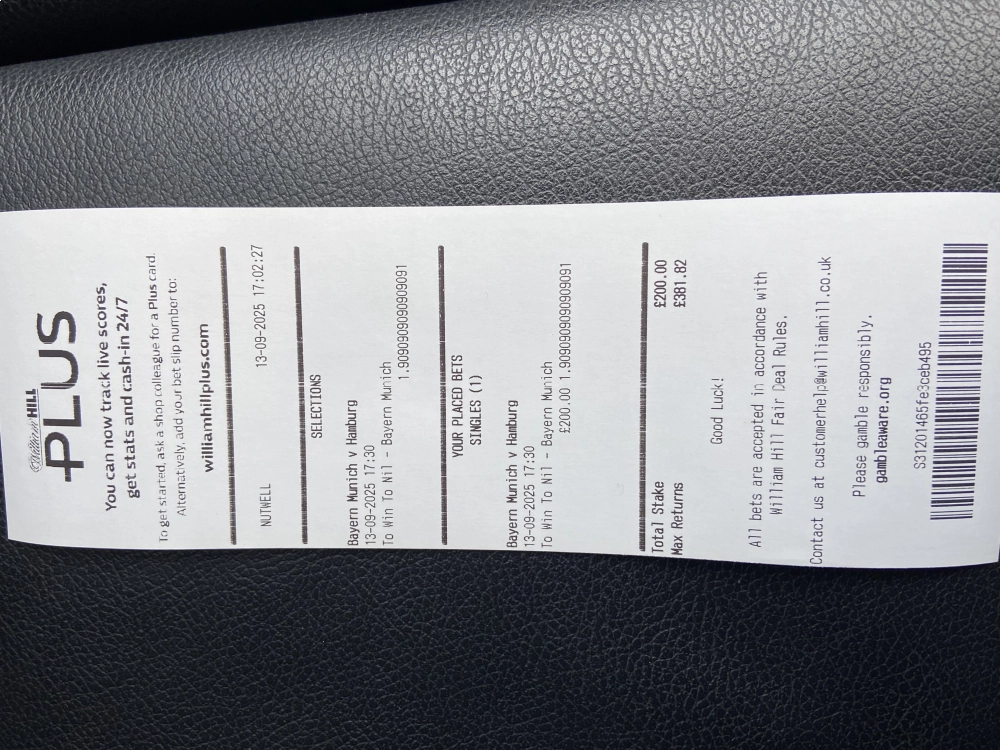 William HILL
PLUS
You can now track live scores,
get stats and cash-in 24/7
To get started, ask a shop colleague for a Plus card.
Alternatively, add your bet slip number to:
williamhillplus.com
NUTWELL 13-09-2025 17:02:27
SELECTIONS
Bayern Munich v Hamburg
13-09-2025 17:30
To Win To Nil - Bayern Munich
1.9090909090909091
YOUR PLACED BETS
SINGLES (1)
Bayern Munich v Hamburg
13-09-2025 17:30
To Win To Nil - Bayern Munich
£200.00 1.9090909090909091
Total Stake £200.00
Max Returns £381.82
Good Luck!
All bets are accepted in accordance with
William Hill Fair Deal Rules.
Contact us at customerhelp@williamhill.co.uk
Please gamble responsibly.
gambleaware.org
S31201465fe3ceb495